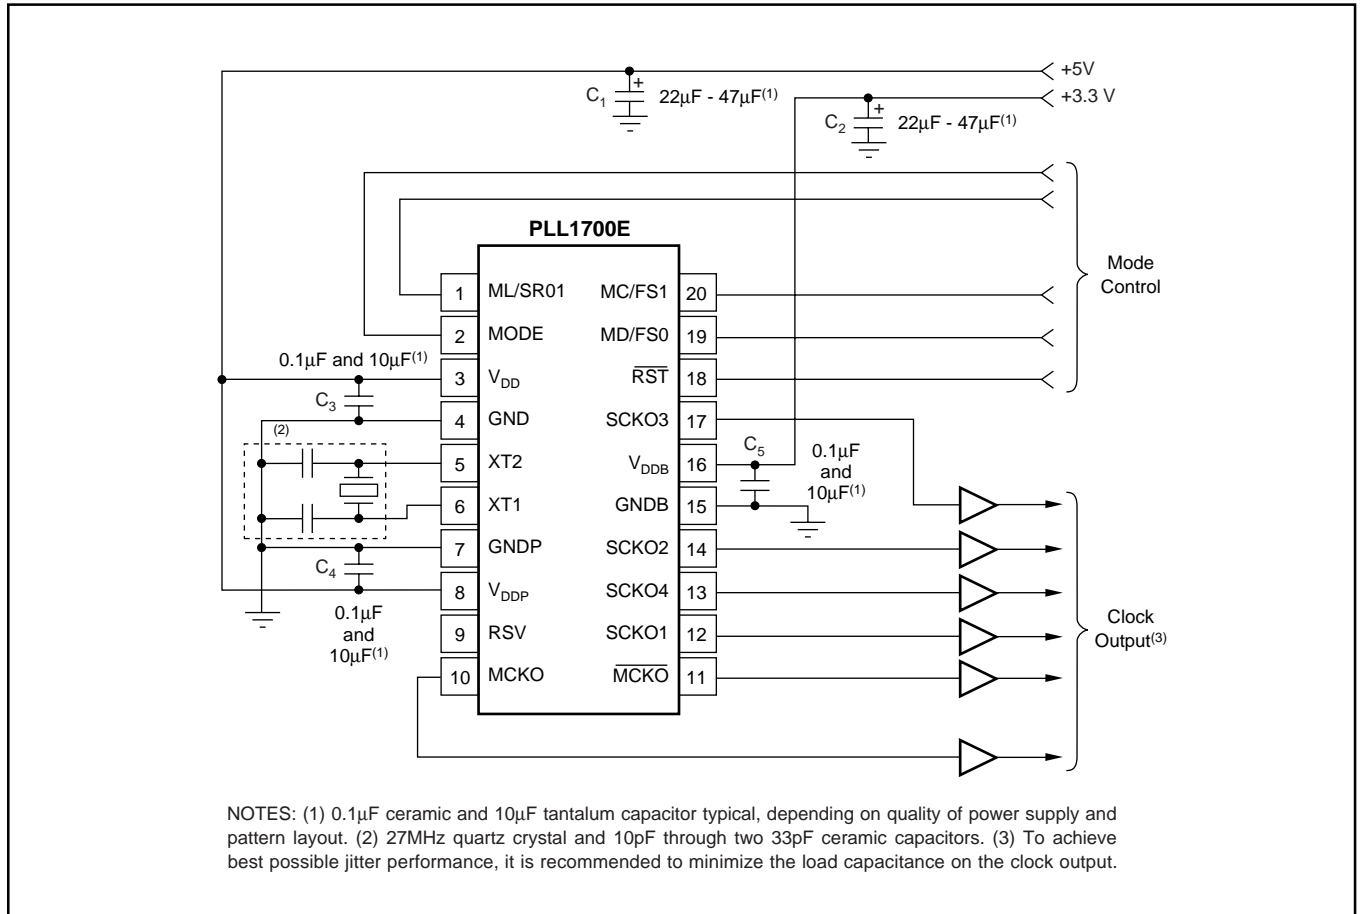 +5V
C1 + 22μF - 47μF(1)
+3.3 V
C2 + 22μF - 47μF(1)
PLL1700E
Mode
Control
1 ML/SR01 MC/FS1 20
2 MODE MD/FS0 19
0.1μF and 10μF(1)
3 VDD RST 18
C3
4 GND SCKO3 17
(2)
5 XT2 VDDB 16
C5 0.1μF
and
10μF(1)
6 XT1 GNDB 15
7 GNDP SCKO2 14
C4
8 VDDP SCKO4 13
0.1μF
and
10μF(1)
9 RSV SCKO1 12
10 MCKO MCKO 11
Clock
Output(3)
NOTES: (1) 0.1μF ceramic and 10μF tantalum capacitor typical, depending on quality of power supply and
pattern layout. (2) 27MHz quartz crystal and 10pF through two 33pF ceramic capacitors. (3) To achieve
best possible jitter performance, it is recommended to minimize the load capacitance on the clock output.